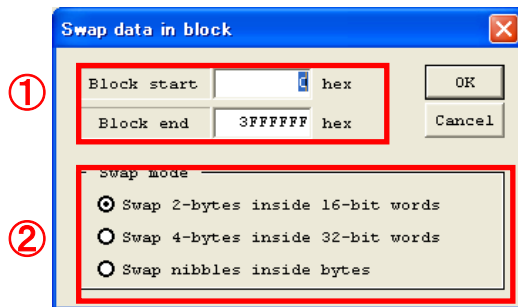 Swap data in block
① Block start 0 hex OK
Block end 3FFFFFF hex Cancel
Swap mode
② Swap 2-bytes inside 16-bit words
Swap 4-bytes inside 32-bit words
Swap nibbles inside bytes